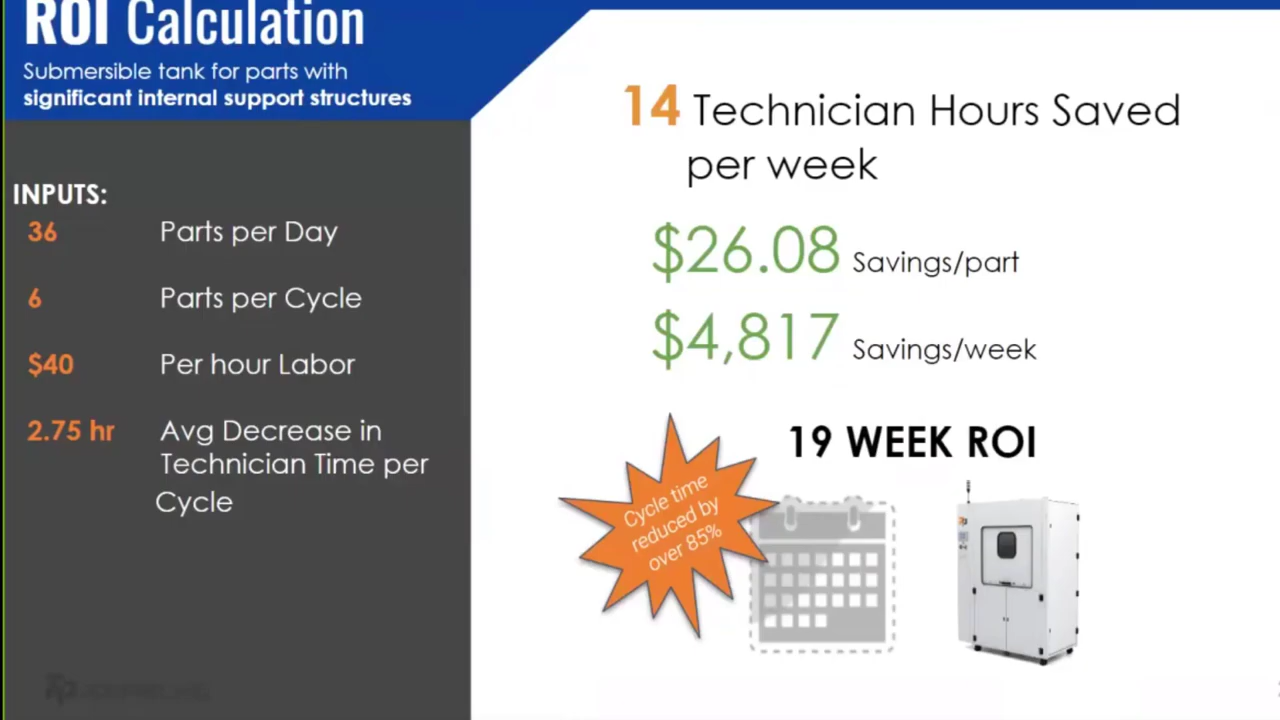 ROI Calculation
Submersible tank for parts with
significant internal support structures
INPUTS:
36 Parts per Day
6 Parts per Cycle
$40 Per hour Labor
2.75 hr Avg Decrease in
Technician Time per
Cycle
14 Technician Hours Saved
per week
$26.08 Savings/part
$4,817 Savings/week
19 WEEK ROI
Cycle time
reduced by
over 85%